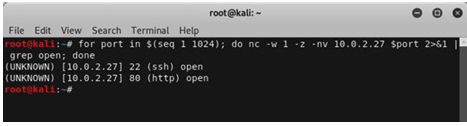 root@kali: ~
File Edit View Search Terminal Help
root@kali:~# for port in $(seq 1 1024); do nc -w 1 -z -nv 10.0.2.27 $port 2>&1 |
grep open; done
(UNKNOWN) [10.0.2.27] 22 (ssh) open
(UNKNOWN) [10.0.2.27] 80 (http) open
root@kali:~#